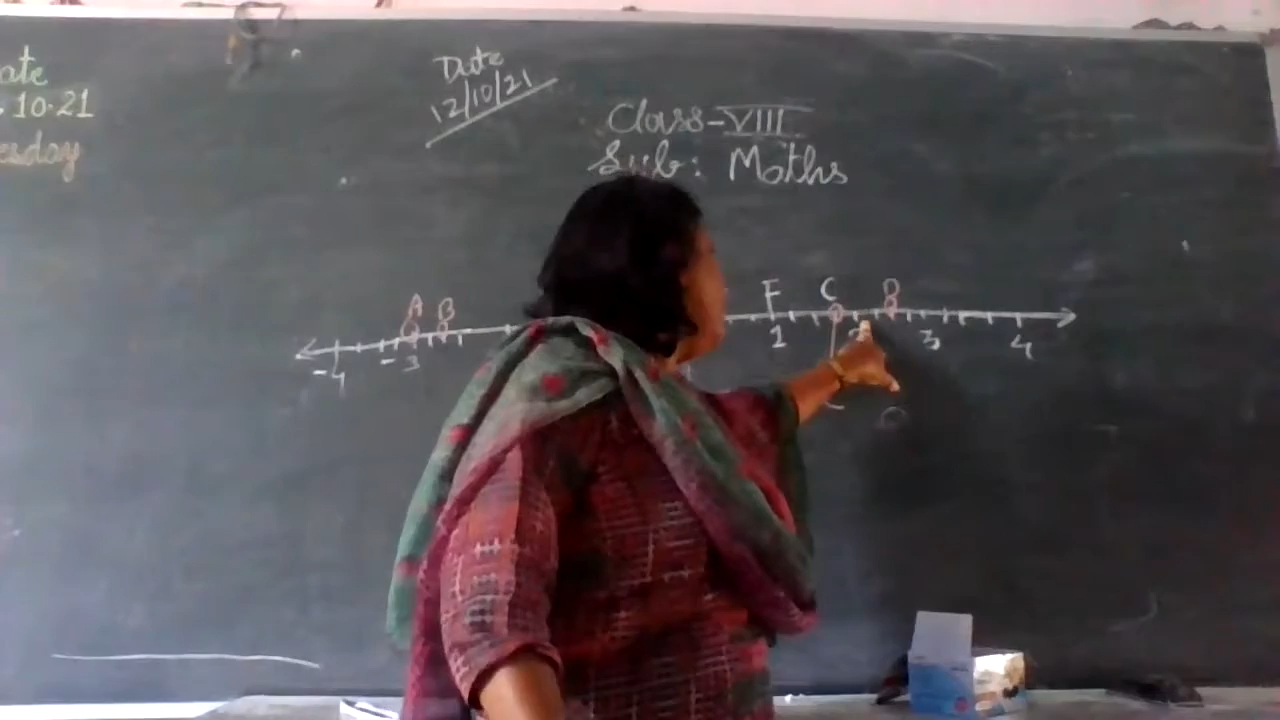 ate
10.21
esday
Date
12/10/21
Class-VIII
Sub: Maths
A B F C D
-4 -3 1 2 3 4
C